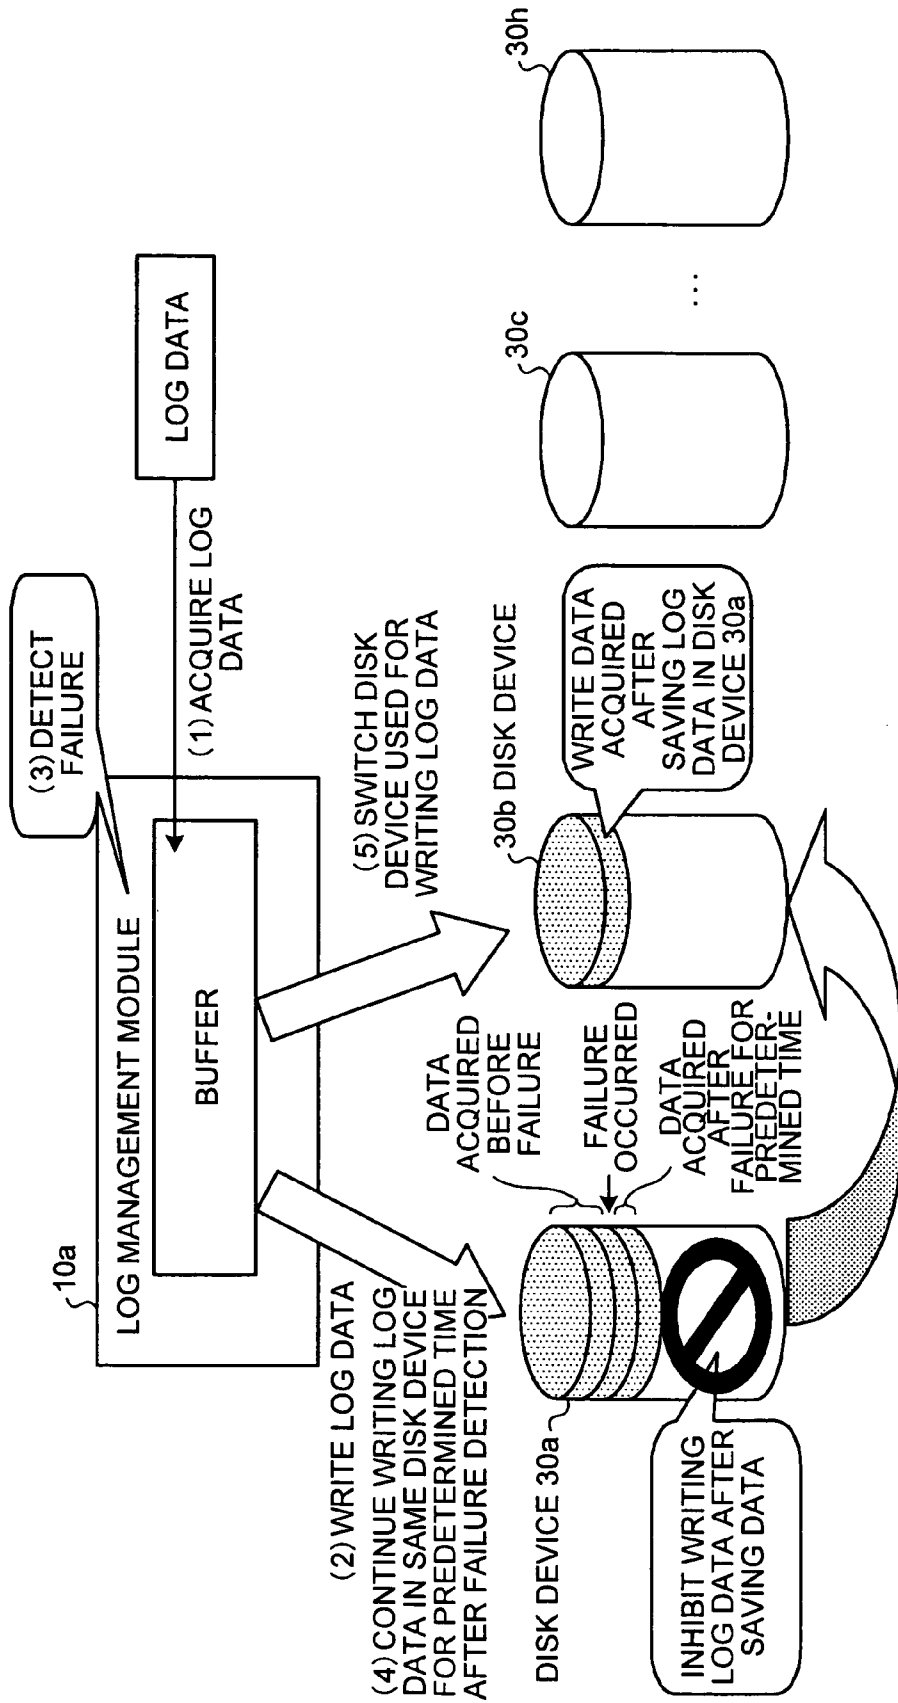 10a
LOG MANAGEMENT MODULE
BUFFER
(3) DETECT
FAILURE
(1) ACQUIRE LOG
DATA
LOG DATA
(2) WRITE LOG DATA
(4) CONTINUE WRITING LOG
DATA IN SAME DISK DEVICE
FOR PREDETERMINED TIME
AFTER FAILURE DETECTION
(5) SWITCH DISK
DEVICE USED FOR
WRITING LOG DATA
DISK DEVICE 30a
DATA
ACQUIRED
BEFORE
FAILURE
FAILURE
OCCURRED
DATA
ACQUIRED
AFTER
FAILURE FOR
PREDETER-
MINED TIME
INHIBIT WRITING
LOG DATA AFTER
SAVING DATA
30b DISK DEVICE
WRITE DATA
ACQUIRED
AFTER
SAVING LOG
DATA IN DISK
DEVICE 30a
30c
...
30h